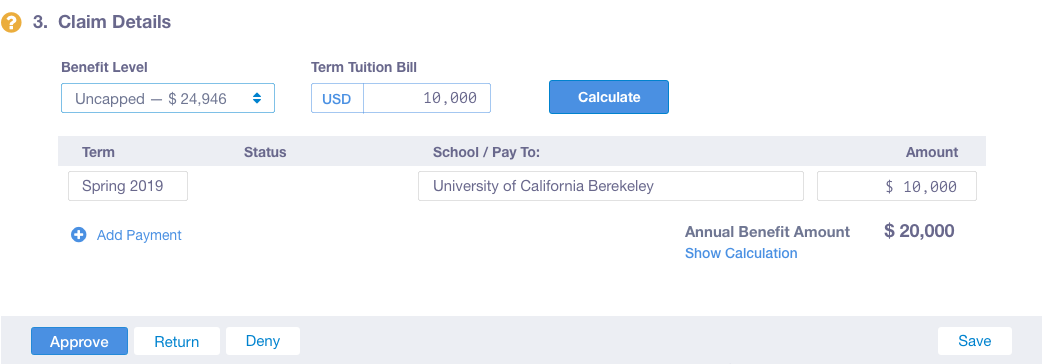 ? 3. Claim Details
Benefit Level Term Tuition Bill
Uncapped — $ 24,946 USD 10,000 Calculate
Term Status School / Pay To: Amount
Spring 2019 University of California Berekeley $ 10,000
Add Payment Annual Benefit Amount $ 20,000
Show Calculation
Approve Return Deny Save